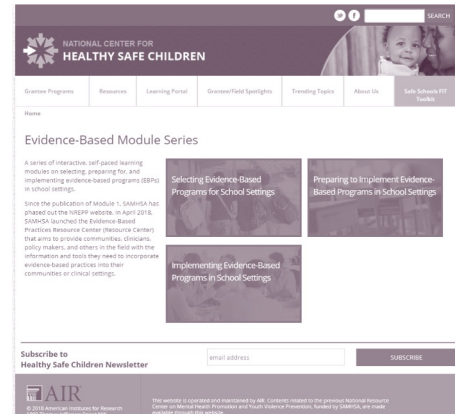 SEARCH
NATIONAL CENTER FOR
HEALTHY SAFE CHILDREN
Grantee Programs
Resources
Learning Portal
Grantee/Field Spotlights
Trending Topics
About Us
Safe Schools FIT
Toolkit
Home
Evidence-Based Module Series
A series of interactive, self-paced learning
modules on selecting, preparing for, and
implementing evidence-based programs (EBPs)
in school settings.
Since the publication of Module 1, SAMHSA has
phased out the NREPP website. In April 2018,
SAMHSA launched the Evidence-Based
Practices Resource Center (Resource Center)
that aims to provide communities, clinicians,
policy makers, and others in the field with the
information and tools they need to incorporate
evidence-based practices into their
communities or clinical settings.
Selecting Evidence-Based
Programs for School Settings
Preparing to Implement Evidence-
Based Programs in School Settings
Implementing Evidence-Based
Programs in School Settings
Subscribe to
Healthy Safe Children Newsletter
email address
SUBSCRIBE
AIR
© 2018 American Institutes for Research
This website is operated and maintained by AIR. Contents related to the previous National Resource
Center on Mental Health Promotion and Youth Violence Prevention, funded by SAMHSA, are made
available through this website.